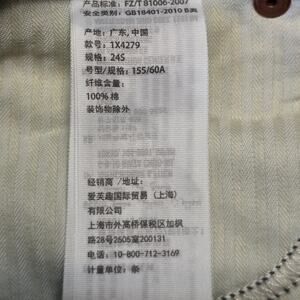 产品标准: FZ/T 81006-2007
安全类别: GB18401-2010 B类
产地: 广东, 中国
款号: 1X4279
规格: 24S
号型/规格: 155/60A
纤维含量:
100% 棉
装饰物除外
经销商 /地址:
爱芙趣国际贸易 (上海)
有限公司
上海市外高桥保税区加枫
路28号2605室200131
电话: 10-800-712-3169
计量单位: 条